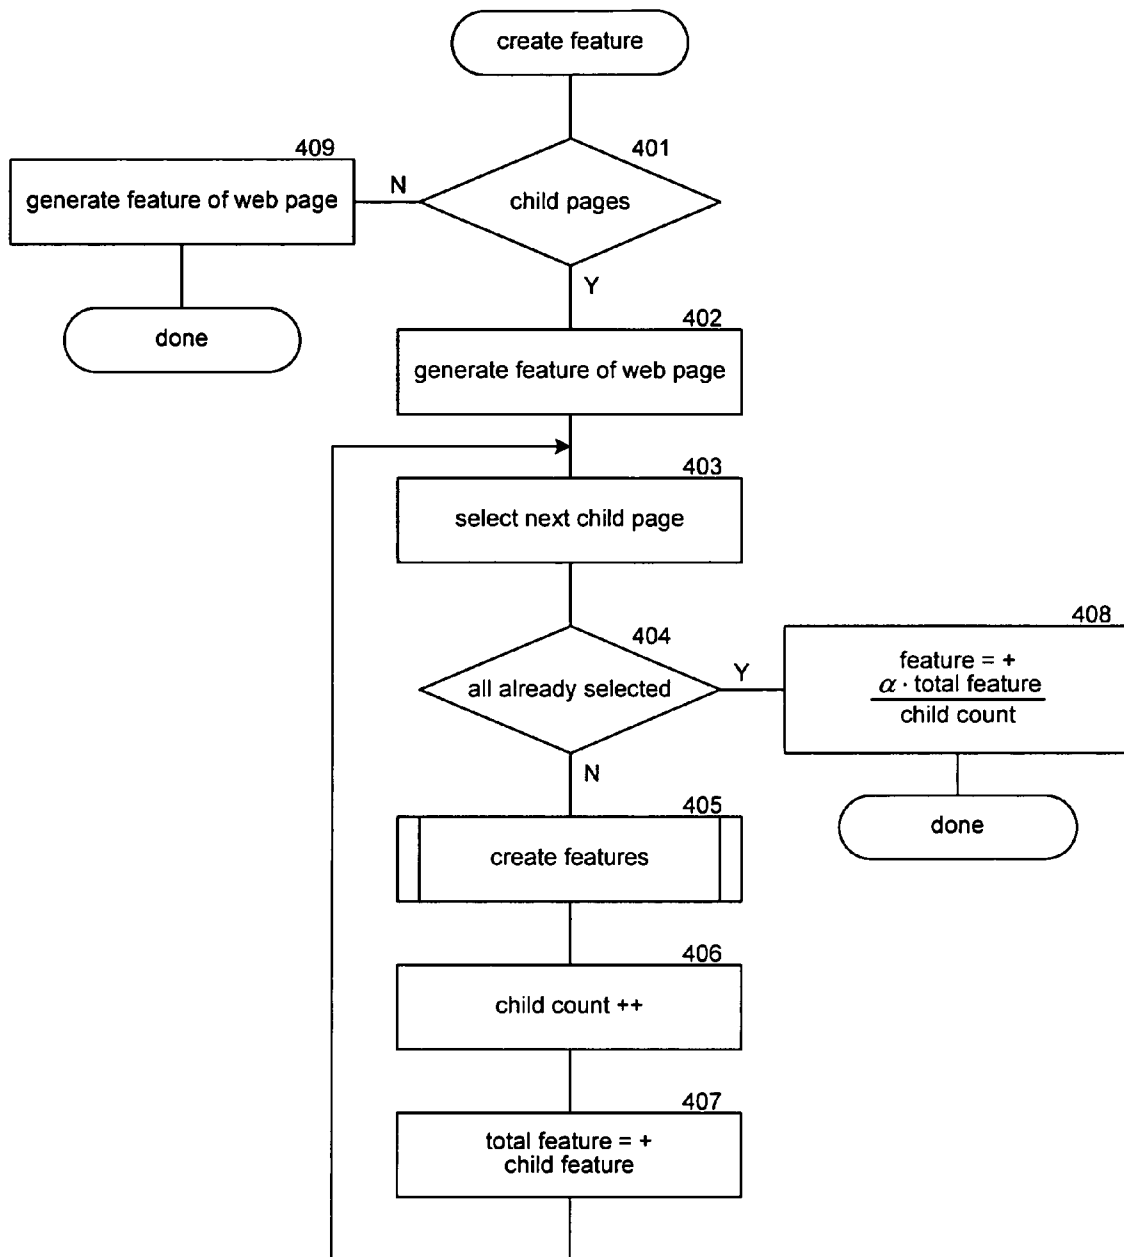 create feature
401
child pages
N
409
generate feature of web page
done
Y
402
generate feature of web page
403
select next child page
404
all already selected
Y
408
feature = +
α · total feature
child count
done
N
405
create features
406
child count ++
407
total feature = +
child feature